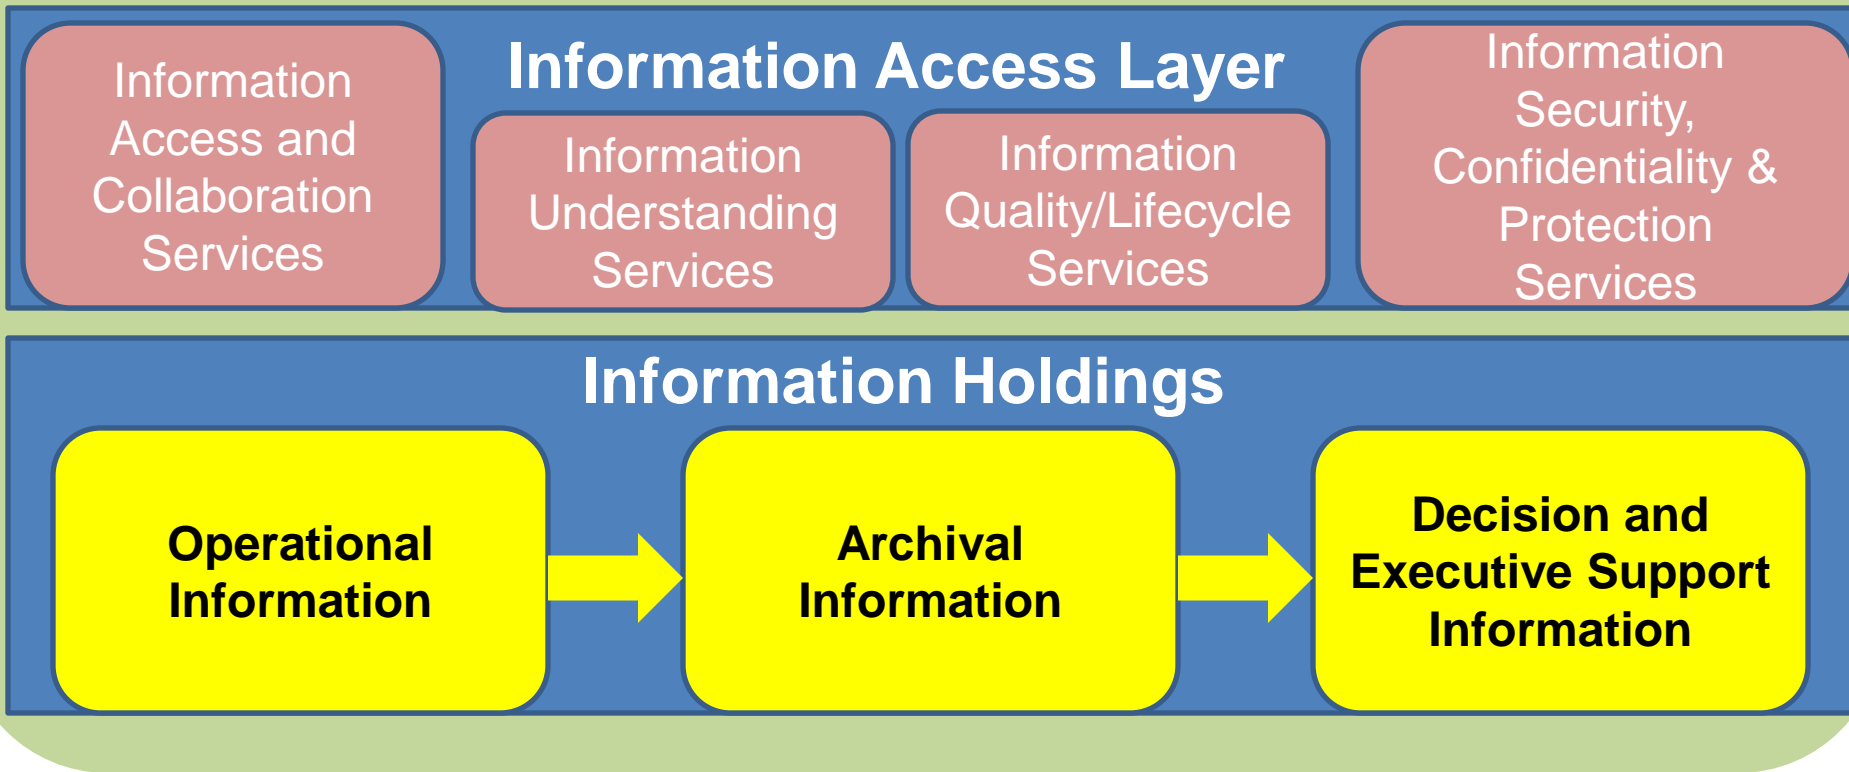 Information Access Layer
Information
Access and
Collaboration
Services
Information
Understanding
Services
Information
Quality/Lifecycle
Services
Information
Security,
Confidentiality &
Protection
Services
Information Holdings
Operational
Information
Archival
Information
Decision and
Executive Support
Information